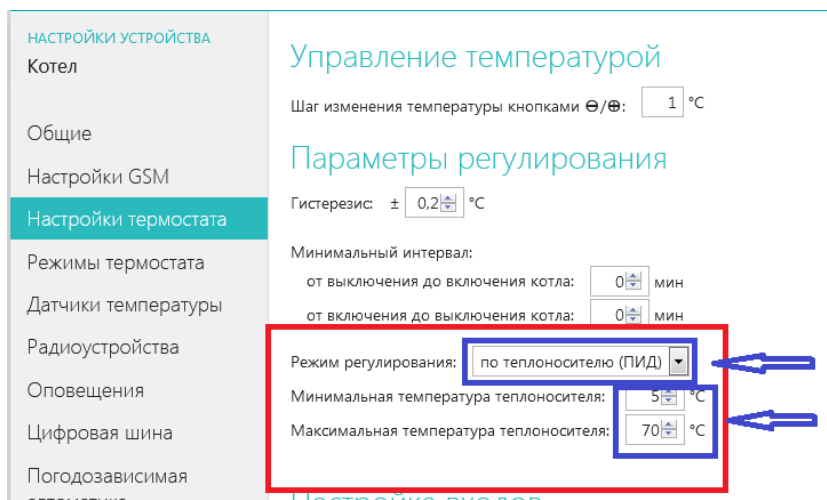 НАСТРОЙКИ УСТРОЙСТВА
Котел
Общие
Настройки GSM
Настройки термостата
Режимы термостата
Датчики температуры
Радиоустройства
Оповещения
Цифровая шина
Погодозависимая
автоматика
Управление температурой
Шаг изменения температуры кнопками ⊖/⊕: 1 °C
Параметры регулирования
Гистерезис: ± 0,2 °C
Минимальный интервал:
от выключения до включения котла: 0 мин
от включения до выключения котла: 0 мин
Режим регулирования: по теплоносителю (ПИД)
Минимальная температура теплоносителя: 5 °C
Максимальная температура теплоносителя: 70 °C
Настройка входов